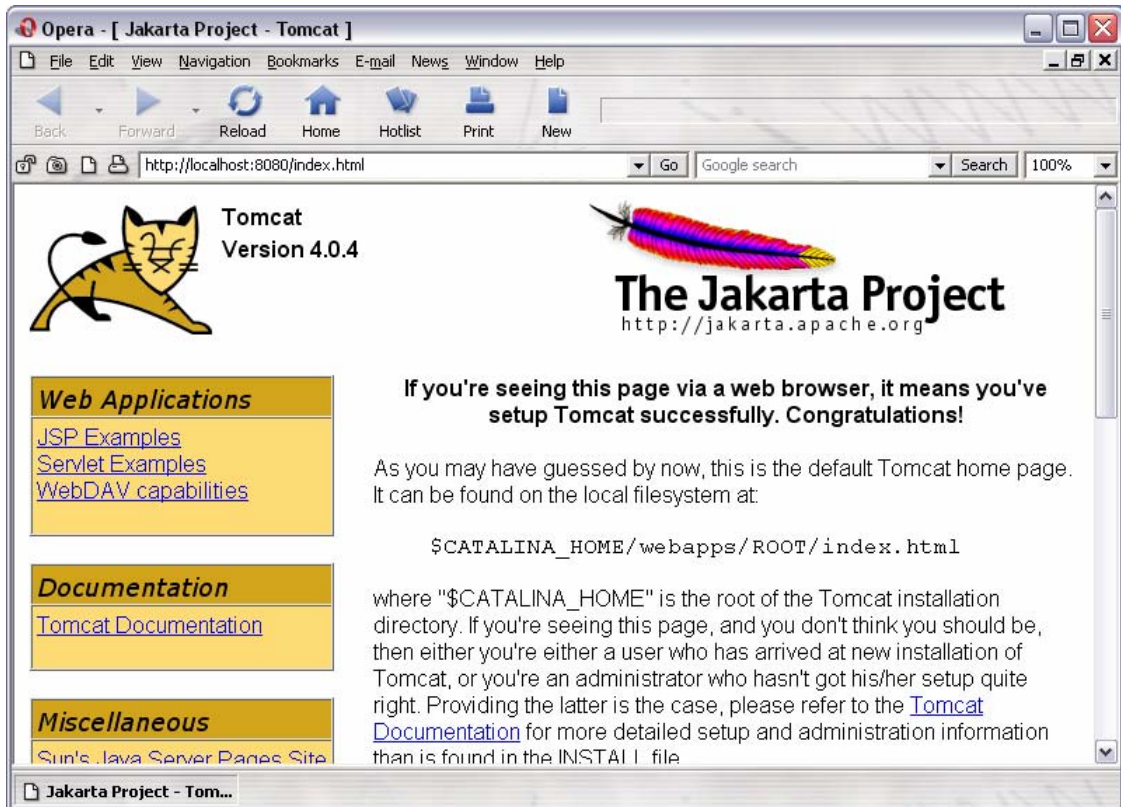 Opera - [ Jakarta Project - Tomcat ]
File Edit View Navigation Bookmarks E-mail News Window Help
Back Forward Reload Home Hotlist Print New
http://localhost:8080/index.html Go Google search Search 100%
Tomcat
Version 4.0.4
The Jakarta Project
http://jakarta.apache.org
Web Applications
JSP Examples
Servlet Examples
WebDAV capabilities
Documentation
Tomcat Documentation
Miscellaneous
Sun's Java Server Pages Site
If you're seeing this page via a web browser, it means you've
setup Tomcat successfully. Congratulations!
As you may have guessed by now, this is the default Tomcat home page.
It can be found on the local filesystem at:
$CATALINA_HOME/webapps/ROOT/index.html
where "$CATALINA_HOME" is the root of the Tomcat installation
directory. If you're seeing this page, and you don't think you should be,
then either you're either a user who has arrived at new installation of
Tomcat, or you're an administrator who hasn't got his/her setup quite
right. Providing the latter is the case, please refer to the Tomcat
Documentation for more detailed setup and administration information
than is found in the INSTALL file.
Jakarta Project - Tom...